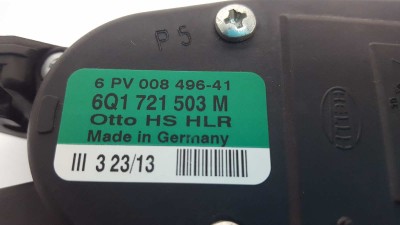 P5
6 PV 008 496-41
6Q1 721 503 M
Otto HS HLR
Made in Germany
III 3 23/13